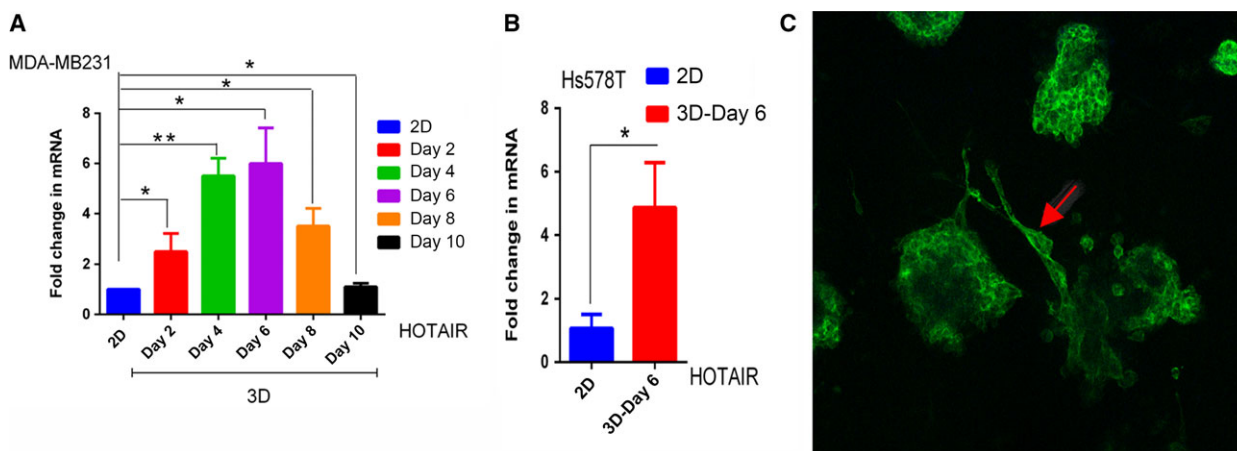 A
MDA-MB231
*
*
*
**
*
Fold change in mRNA
8
6
4
2
0
2D
Day 2
Day 4
Day 6
Day 8
Day 10
HOTAIR
3D
2D
Day 2
Day 4
Day 6
Day 8
Day 10
B
Hs578T
2D
3D-Day 6
*
Fold change in mRNA
8
6
4
2
0
2D
3D-Day 6
HOTAIR
C